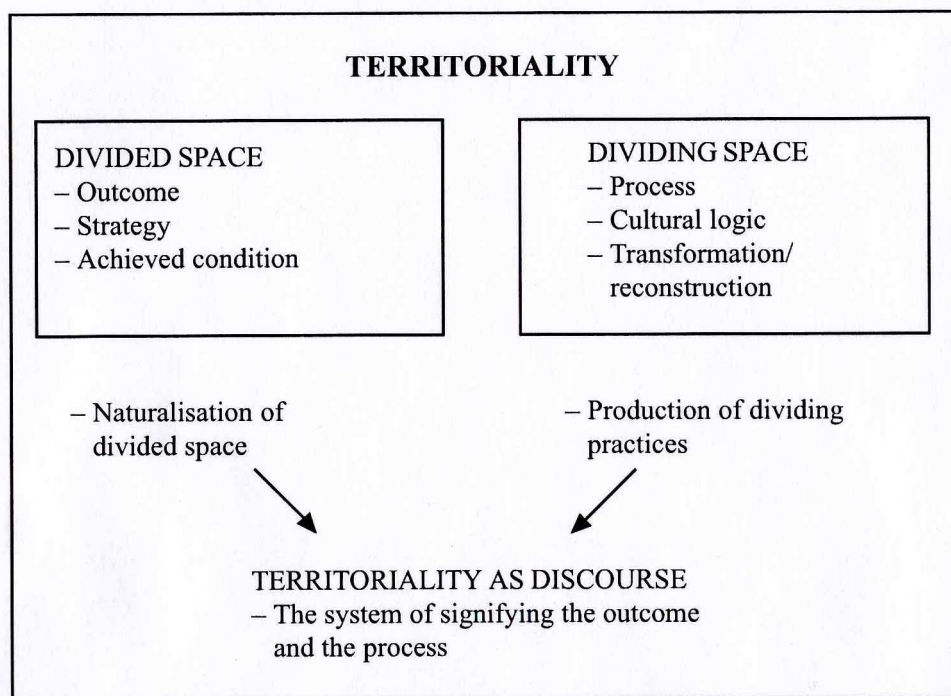 TERRITORIALITY
DIVIDED SPACE
– Outcome
– Strategy
– Achieved condition
DIVIDING SPACE
– Process
– Cultural logic
– Transformation/
reconstruction
– Naturalisation of
divided space
– Production of dividing
practices
TERRITORIALITY AS DISCOURSE
– The system of signifying the outcome
and the process